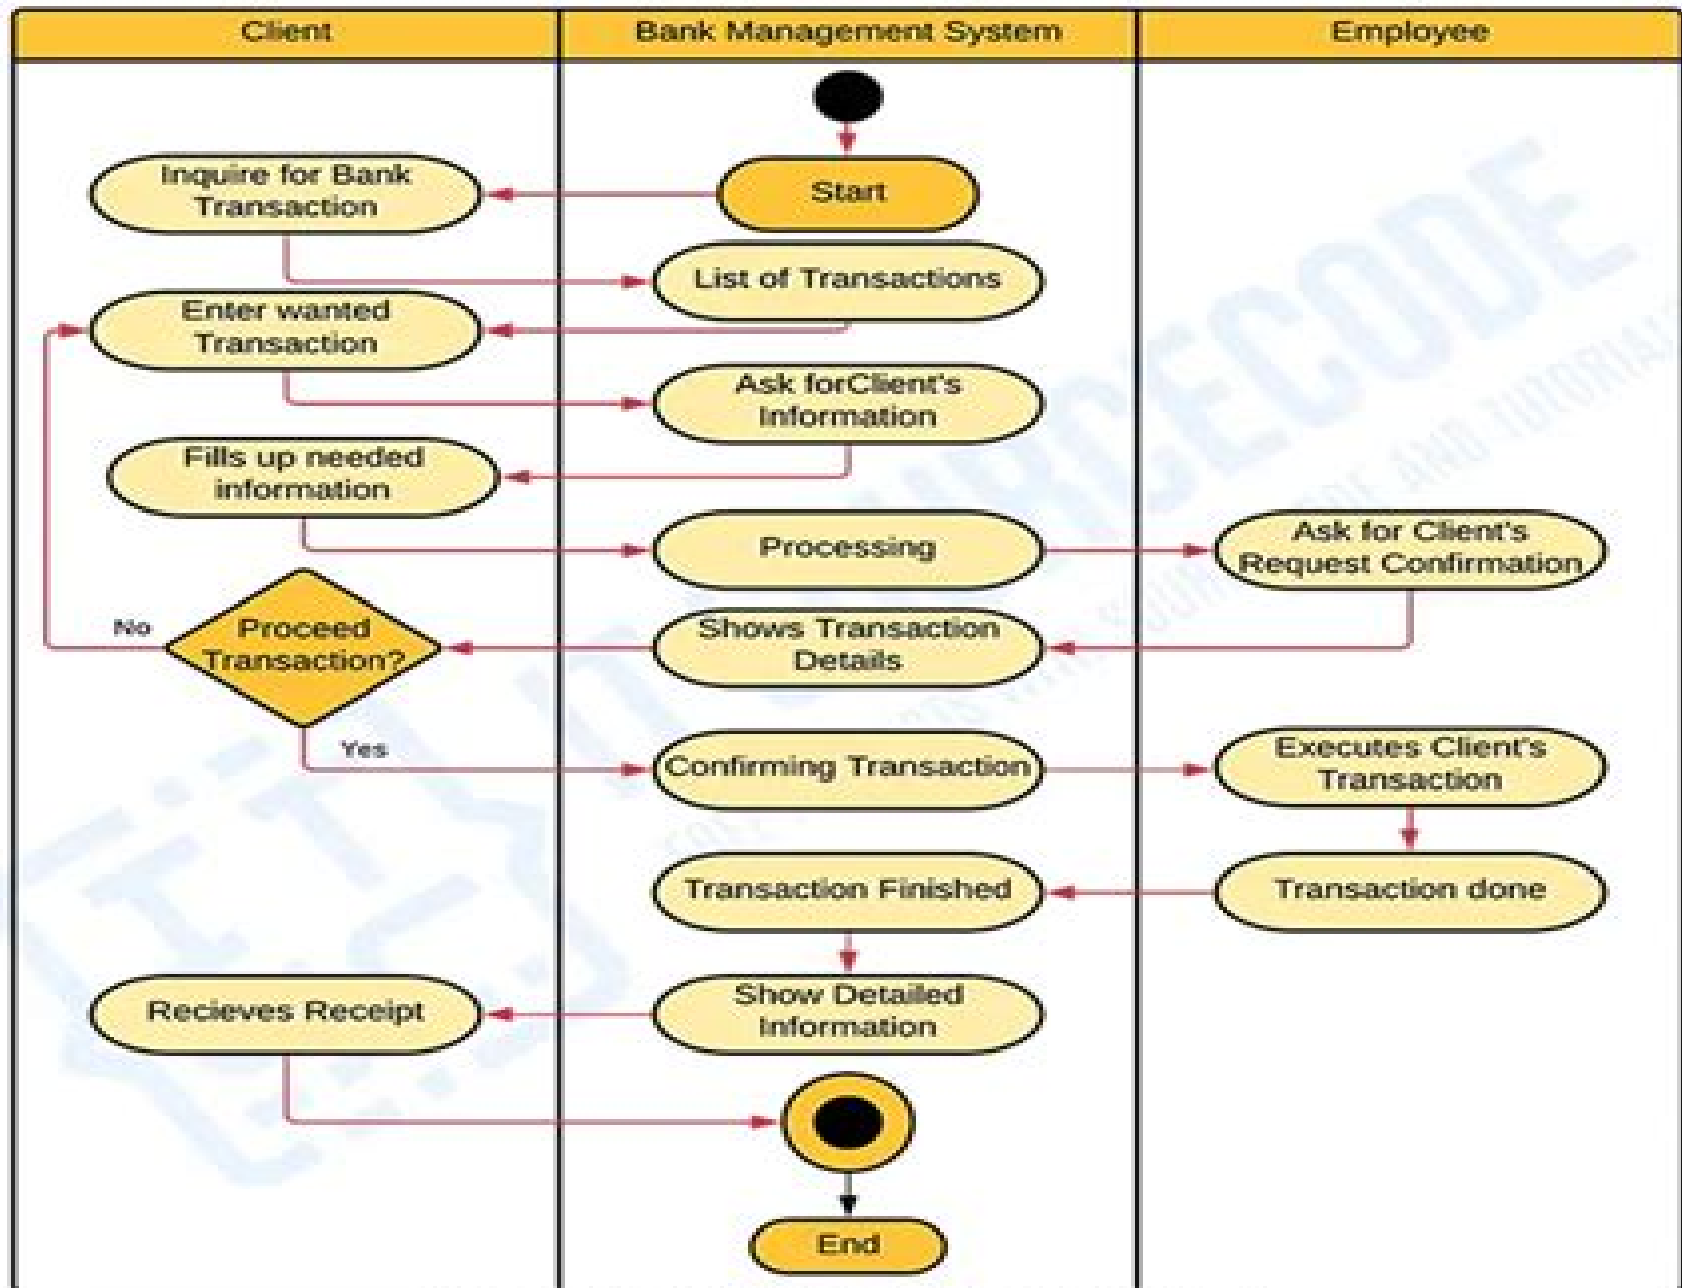 Client
Bank Management System
Employee
Start
Inquire for Bank
Transaction
List of Transactions
Enter wanted
Transaction
Ask forClient's
Information
Fills up needed
information
Processing
Ask for Client's
Request Confirmation
Shows Transaction
Details
Proceed
Transaction?
No
Yes
Confirming Transaction
Executes Client's
Transaction
Transaction done
Transaction Finished
Show Detailed
Information
Recieves Receipt
End